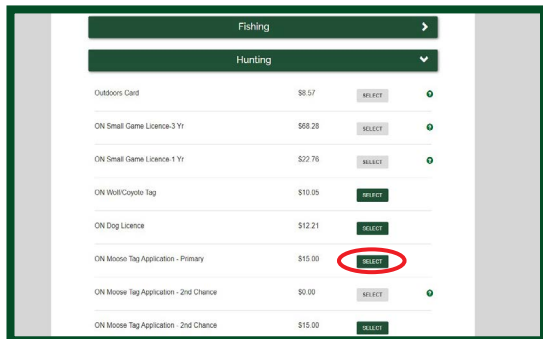 Fishing
Hunting
Outdoors Card $8.57 SELECT
ON Small Game Licence-3 Yr $68.28 SELECT
ON Small Game Licence-1 Yr $22.76 SELECT
ON Wolf/Coyote Tag $10.05 SELECT
ON Dog Licence $12.21 SELECT
ON Moose Tag Application - Primary $15.00 SELECT
ON Moose Tag Application - 2nd Chance $0.00 SELECT
ON Moose Tag Application - 2nd Chance $15.00 SELECT